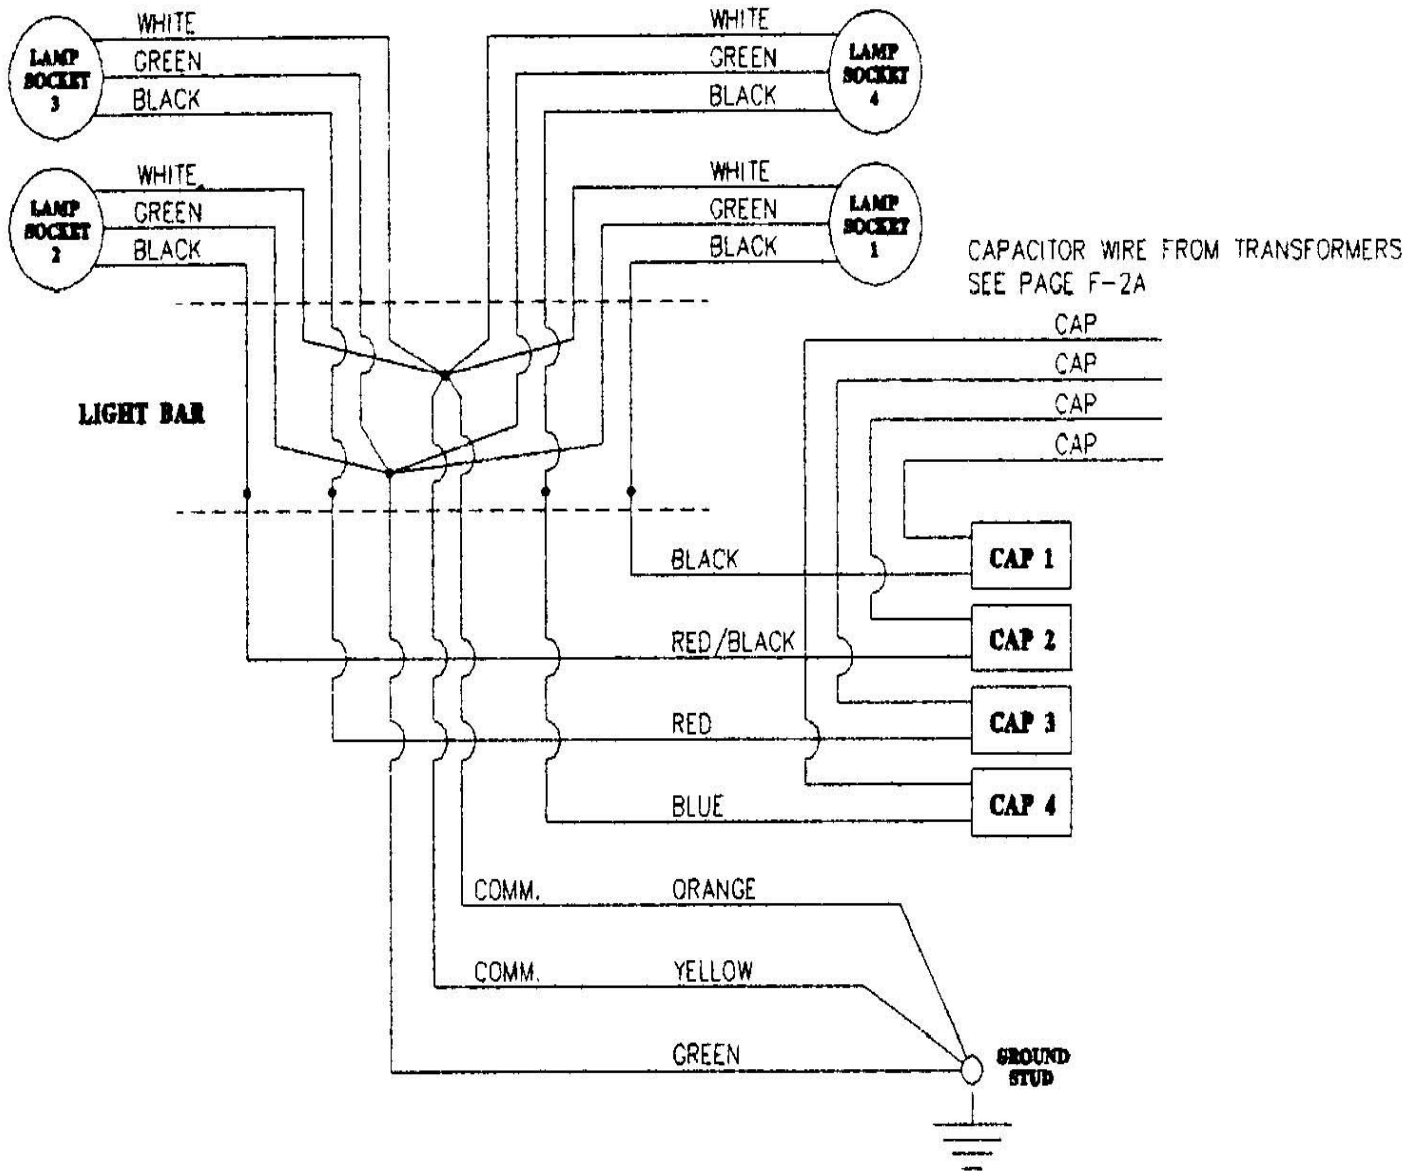 WHITE
GREEN
BLACK
LAMP
SOCKET
3
WHITE
GREEN
BLACK
LAMP
SOCKET
4
WHITE
GREEN
BLACK
LAMP
SOCKET
2
WHITE
GREEN
BLACK
LAMP
SOCKET
1
CAPACITOR WIRE FROM TRANSFORMERS
SEE PAGE F-2A
CAP
CAP
CAP
CAP
LIGHT BAR
BLACK
CAP 1
RED/BLACK
CAP 2
RED
CAP 3
BLUE
CAP 4
COMM. ORANGE
COMM. YELLOW
GREEN
GROUND
STUD